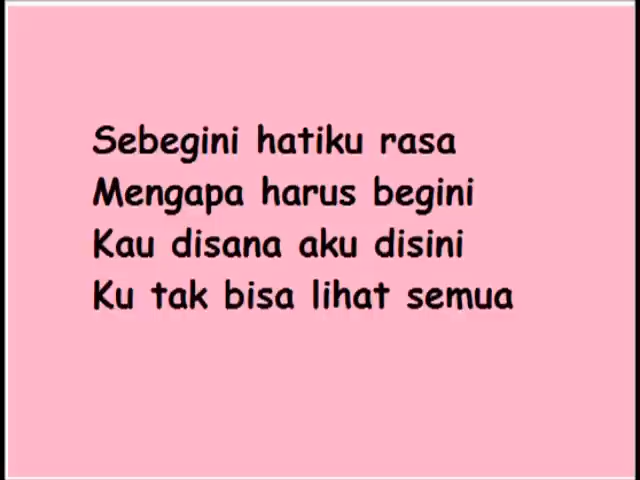 Sebegini hatiku rasa
Mengapa harus begini
Kau disana aku disini
Ku tak bisa lihat semua